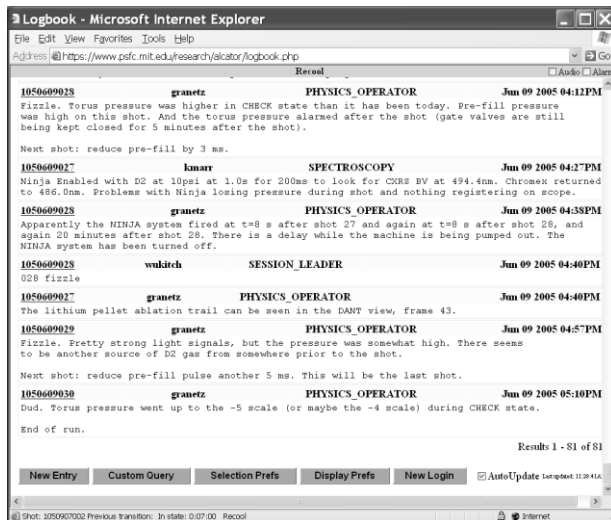 Logbook - Microsoft Internet Explorer
File Edit View Favorites Tools Help
Address https://www.psfc.mit.edu/research/alcator/logbook.php Go
Recool Audio Alarm
1050609028 granetz PHYSICS_OPERATOR Jun 09 2005 04:12PM
Fizzle. Torus pressure was higher in CHECK state than it has been today. Pre-fill pressure
was high on this shot. And the torus pressure alarmed after the shot (gate valves are still
being kept closed for 5 minutes after the shot).
Next shot: reduce pre-fill by 3 ms.
1050609027 kmarr SPECTROSCOPY Jun 09 2005 04:27PM
Ninja Enabled with D2 at 10psi at 1.0s for 200ms to look for CXRS BV at 494.4nm. Chromex returned
to 486.0nm. Problems with Ninja losing pressure during shot and nothing registering on scope.
1050609028 granetz PHYSICS_OPERATOR Jun 09 2005 04:38PM
Apparently the NINJA system fired at t=8 s after shot 27 and again at t=8 s after shot 28, and
again 20 minutes after shot 28. There is a delay while the machine is being pumped out. The
NINJA system has been turned off.
1050609028 wukitch SESSION_LEADER Jun 09 2005 04:40PM
028 fizzle
1050609027 granetz PHYSICS_OPERATOR Jun 09 2005 04:40PM
The lithium pellet ablation trail can be seen in the DANT view, frame 43.
1050609029 granetz PHYSICS_OPERATOR Jun 09 2005 04:57PM
Fizzle. Pretty strong light signals, but the pressure was somewhat high. There seems
to be another source of D2 gas from somewhere prior to the shot.
Next shot: reduce pre-fill pulse another 5 ms. This will be the last shot.
1050609030 granetz PHYSICS_OPERATOR Jun 09 2005 05:10PM
Dud. Torus pressure went up to the -5 scale (or maybe the -4 scale) during CHECK state.
End of run.
Results 1 - 81 of 81
New Entry Custom Query Selection Prefs Display Prefs New Login AutoUpdate Last updated:
Shot: 1050907002 Previous transition: In state: 0:07:00 Recool Internet